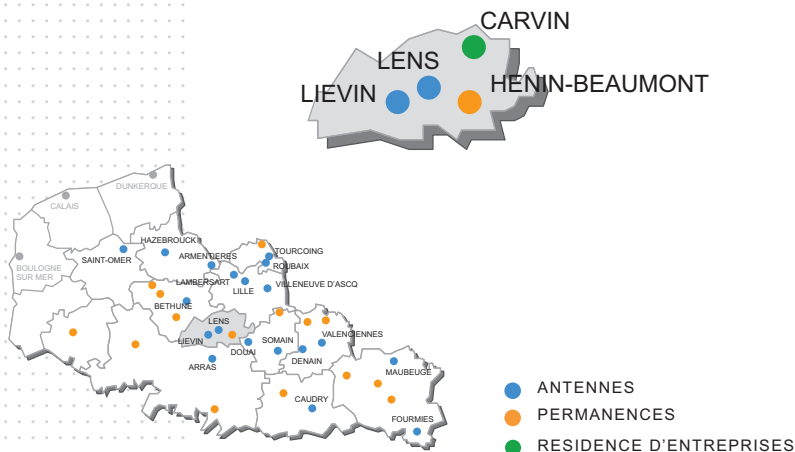 CARVIN
LENS
LIEVIN
HENIN-BEAUMONT
DUNKERQUE
CALAIS
BOULOGNE
SUR MER
SAINT-OMER
HAZEBROUCK
ARMENTIERES
TOURCOING
ROUBAIX
LAMBERSART
LILLE
VILLENEUVE D'ASCQ
BETHUNE
LENS
LIEVIN
DOUAI
SOMAIN
VALENCIENNES
DENAIN
ARRAS
MAUBEUGE
CAUDRY
FOURMIES
ANTENNES
PERMANENCES
RESIDENCE D'ENTREPRISES